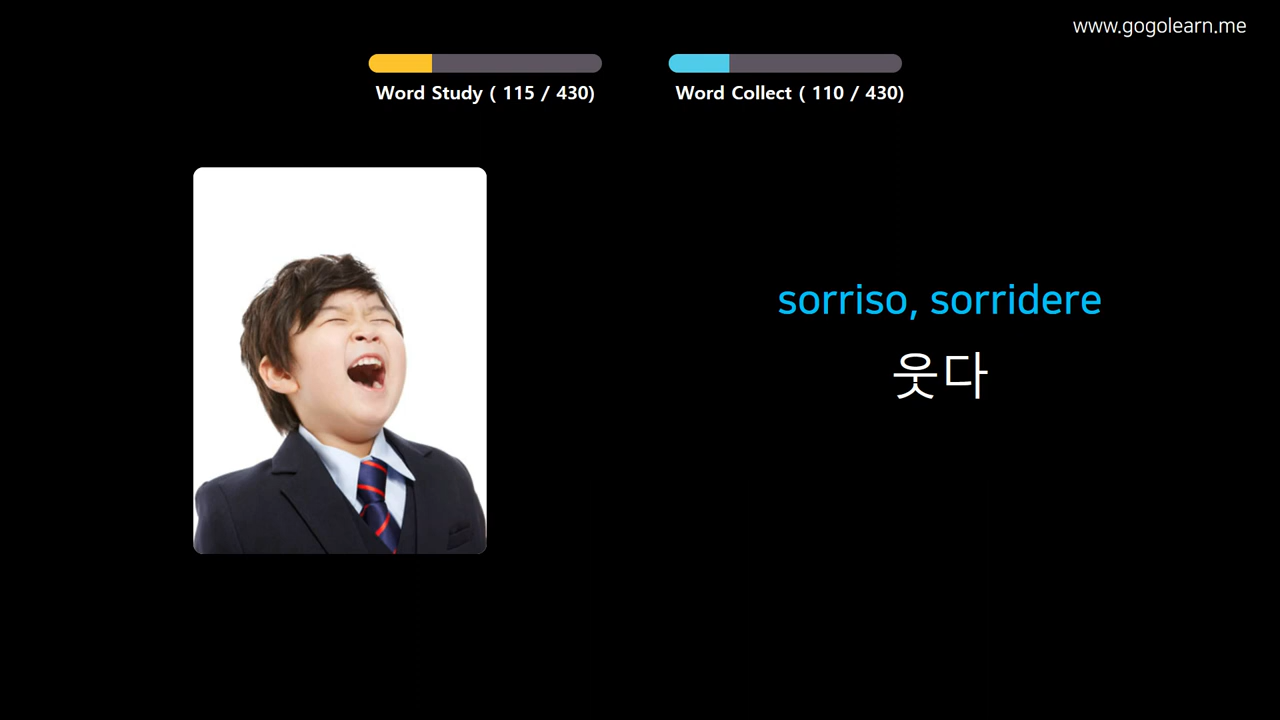 www.gogolearn.me
Word Study ( 115 / 430)
Word Collect ( 110 / 430)
sorriso, sorridere
웃다